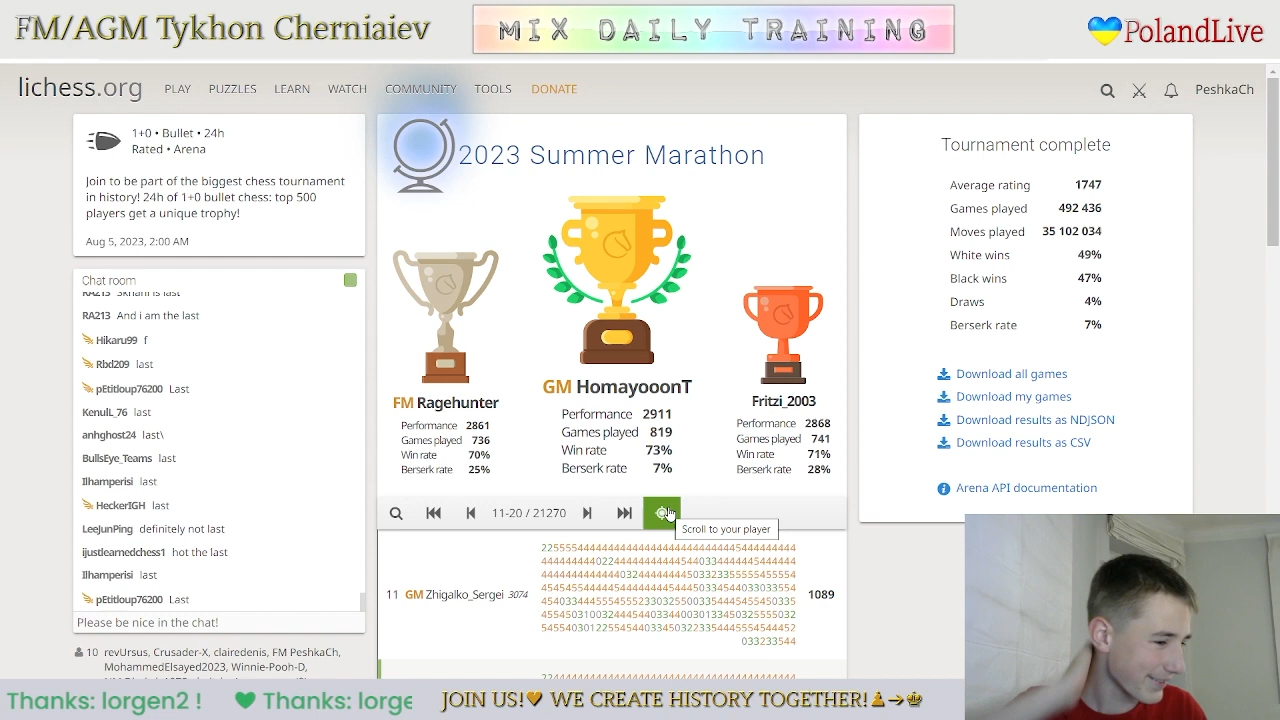 FM/AGM Tykhon Cherniaiev
MIX DAILY TRAINING
PolandLive
lichess.org
PLAY PUZZLES LEARN WATCH COMMUNITY TOOLS DONATE
PeshkaCh
1+0 • Bullet • 24h
Rated • Arena
Join to be part of the biggest chess tournament
in history! 24h of 1+0 bullet chess: top 500
players get a unique trophy!
Aug 5, 2023, 2:00 AM
Chat room
RA213 And i am the last
Hikaru99 f
Rbd209 last
pEtitloup76200 Last
KenulL_76 last
anhghost24 last\
BullsEye_Teams last
Ilhamperisi last
HeckerIGH last
LeeJunPing definitely not last
ijustlearnedchess1 hot the last
Ilhamperisi last
pEtitloup76200 Last
Please be nice in the chat!
10 revUrsus, Crusader-X, clairedenis, FM PeshkaCh,
MohammedElsayed2023, Winnie-Pooh-D,
2023 Summer Marathon
FM Ragehunter
Performance 2861
Games played 736
Win rate 70%
Berserk rate 25%
GM HomayooonT
Performance 2911
Games played 819
Win rate 73%
Berserk rate 7%
Fritzi_2003
Performance 2868
Games played 741
Win rate 71%
Berserk rate 28%
11-20 / 21270
Scroll to your player
11 GM Zhigalko_Sergei 3074
1089
Tournament complete
Average rating 1747
Games played 492 436
Moves played 35 102 034
White wins 49%
Black wins 47%
Draws 4%
Berserk rate 7%
Download all games
Download my games
Download results as NDJSON
Download results as CSV
Arena API documentation
Thanks: lorgen2 ! Thanks: lorge
JOIN US! WE CREATE HISTORY TOGETHER!